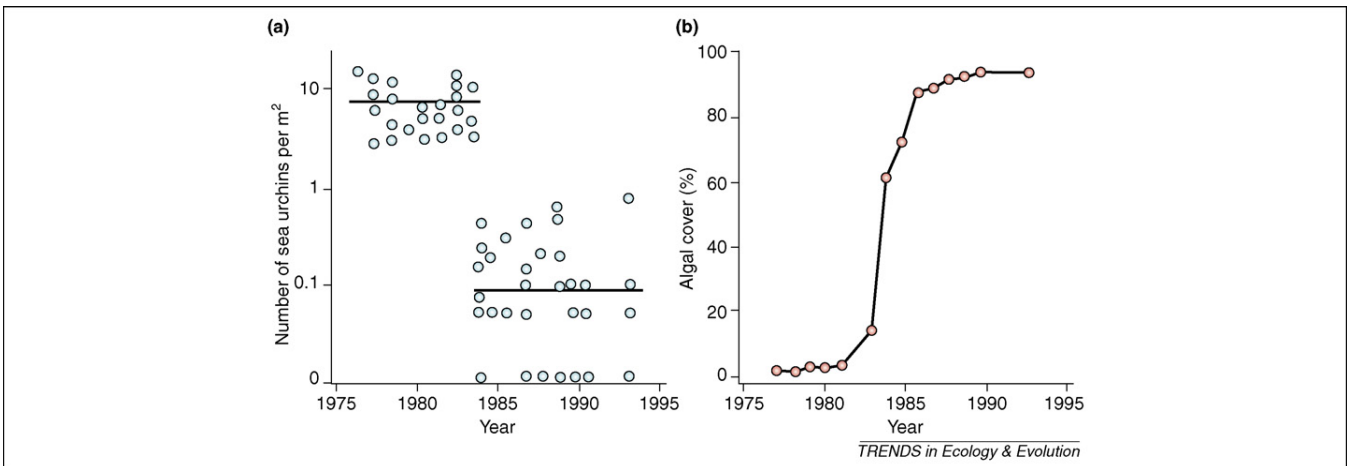 (a)
Number of sea urchins per m²
10
1
0.1
0
1975 1980 1985 1990 1995
Year
(b)
Algal cover (%)
100
80
60
40
20
0
1975 1980 1985 1990 1995
Year
TRENDS in Ecology & Evolution